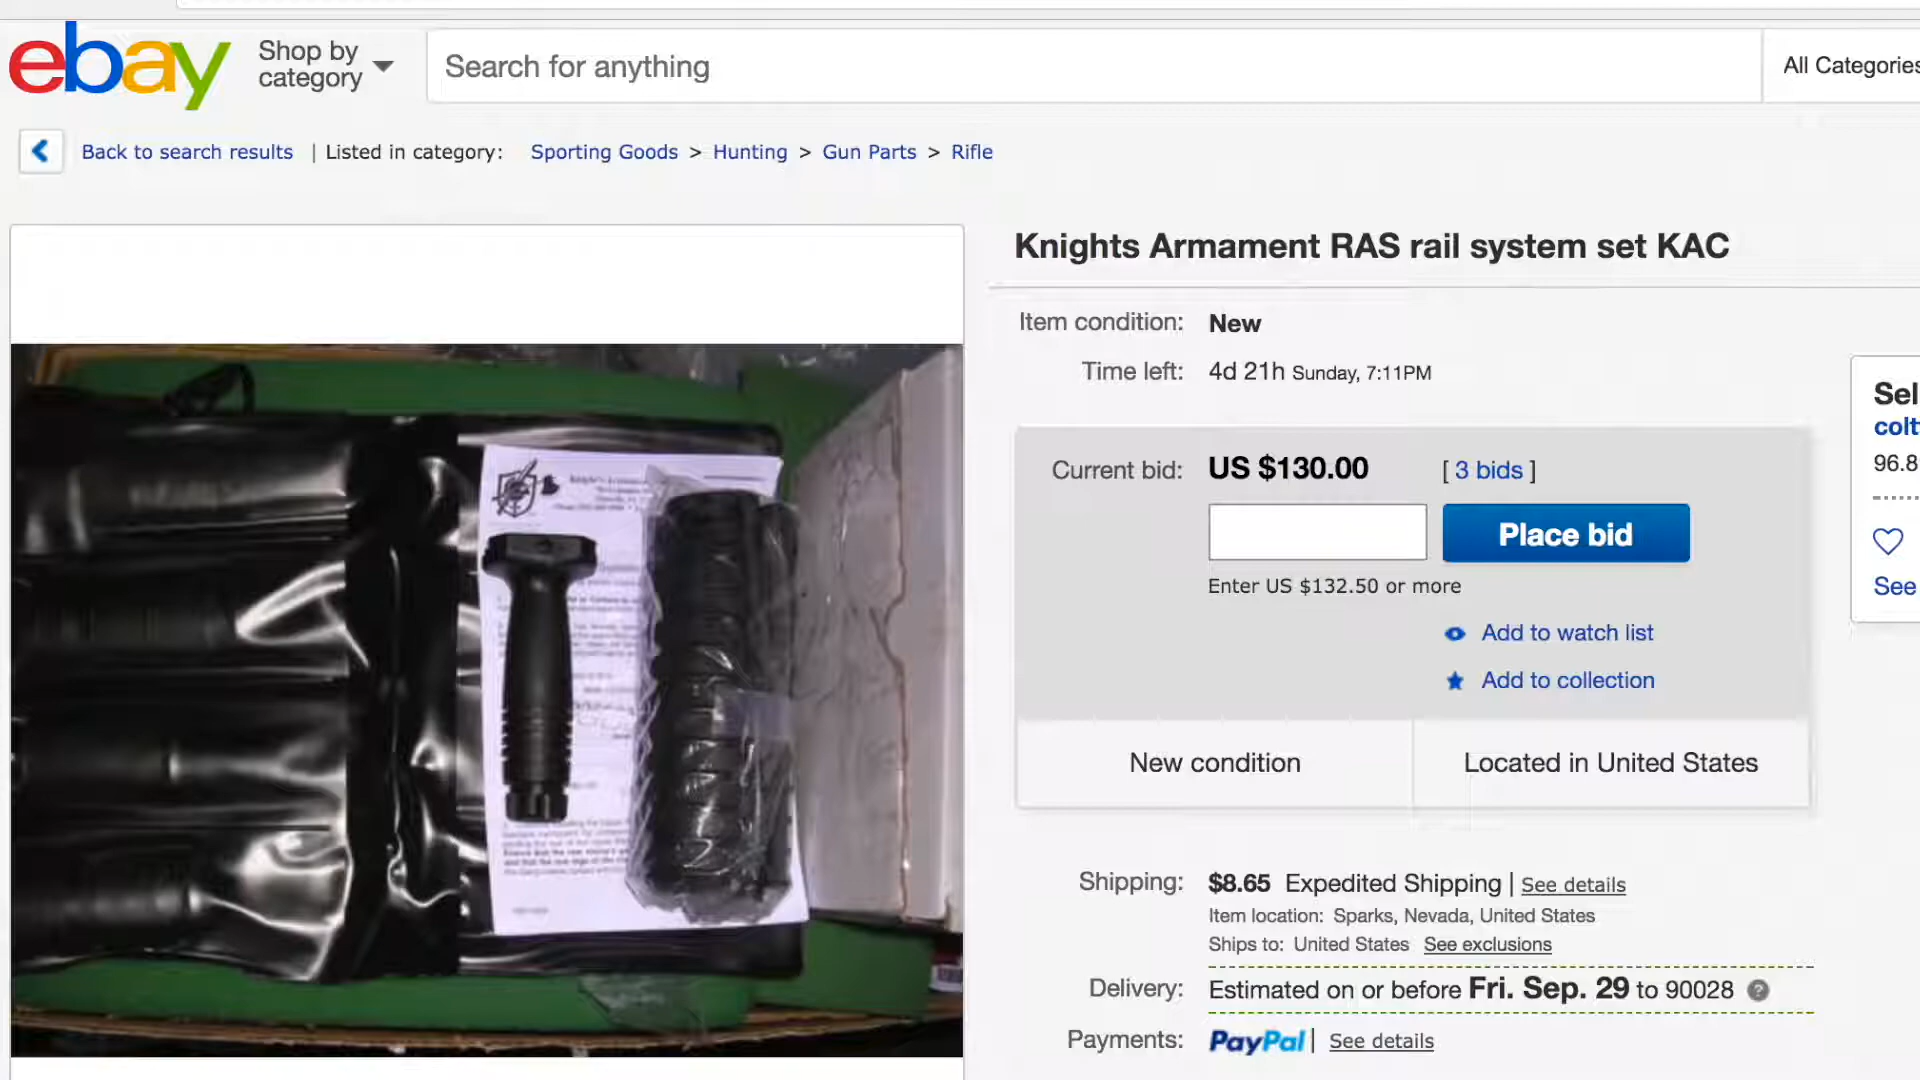 ebay
Shop by
category
Search for anything
All Categories
Back to search results | Listed in category: Sporting Goods > Hunting > Gun Parts > Rifle
Knights Armament RAS rail system set KAC
Item condition: New
Time left: 4d 21h Sunday, 7:11PM
Current bid: US $130.00 [ 3 bids ]
Place bid
Enter US $132.50 or more
Add to watch list
Add to collection
New condition
Located in United States
Shipping: $8.65 Expedited Shipping | See details
Item location: Sparks, Nevada, United States
Ships to: United States See exclusions
Delivery: Estimated on or before Fri. Sep. 29 to 90028 ?
Payments: PayPal | See details
Sel
colt
96.8
See